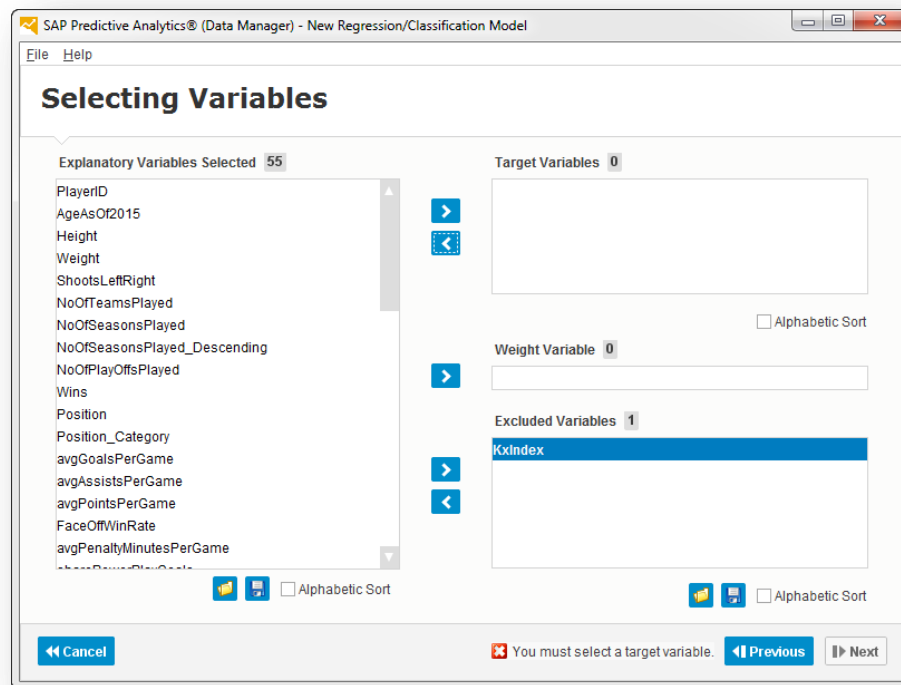 SAP Predictive Analytics® (Data Manager) - New Regression/Classification Model
File Help
Selecting Variables
Explanatory Variables Selected 55
PlayerID
AgeAsOf2015
Height
Weight
ShootsLeftRight
NoOfTeamsPlayed
NoOfSeasonsPlayed
NoOfSeasonsPlayed_Descending
NoOfPlayOffsPlayed
Wins
Position
Position_Category
avgGoalsPerGame
avgAssistsPerGame
avgPointsPerGame
FaceOffWinRate
avgPenaltyMinutesPerGame
Alphabetic Sort
Target Variables 0
Alphabetic Sort
Weight Variable 0
Excluded Variables 1
KxIndex
Alphabetic Sort
Cancel
You must select a target variable.
Previous
Next